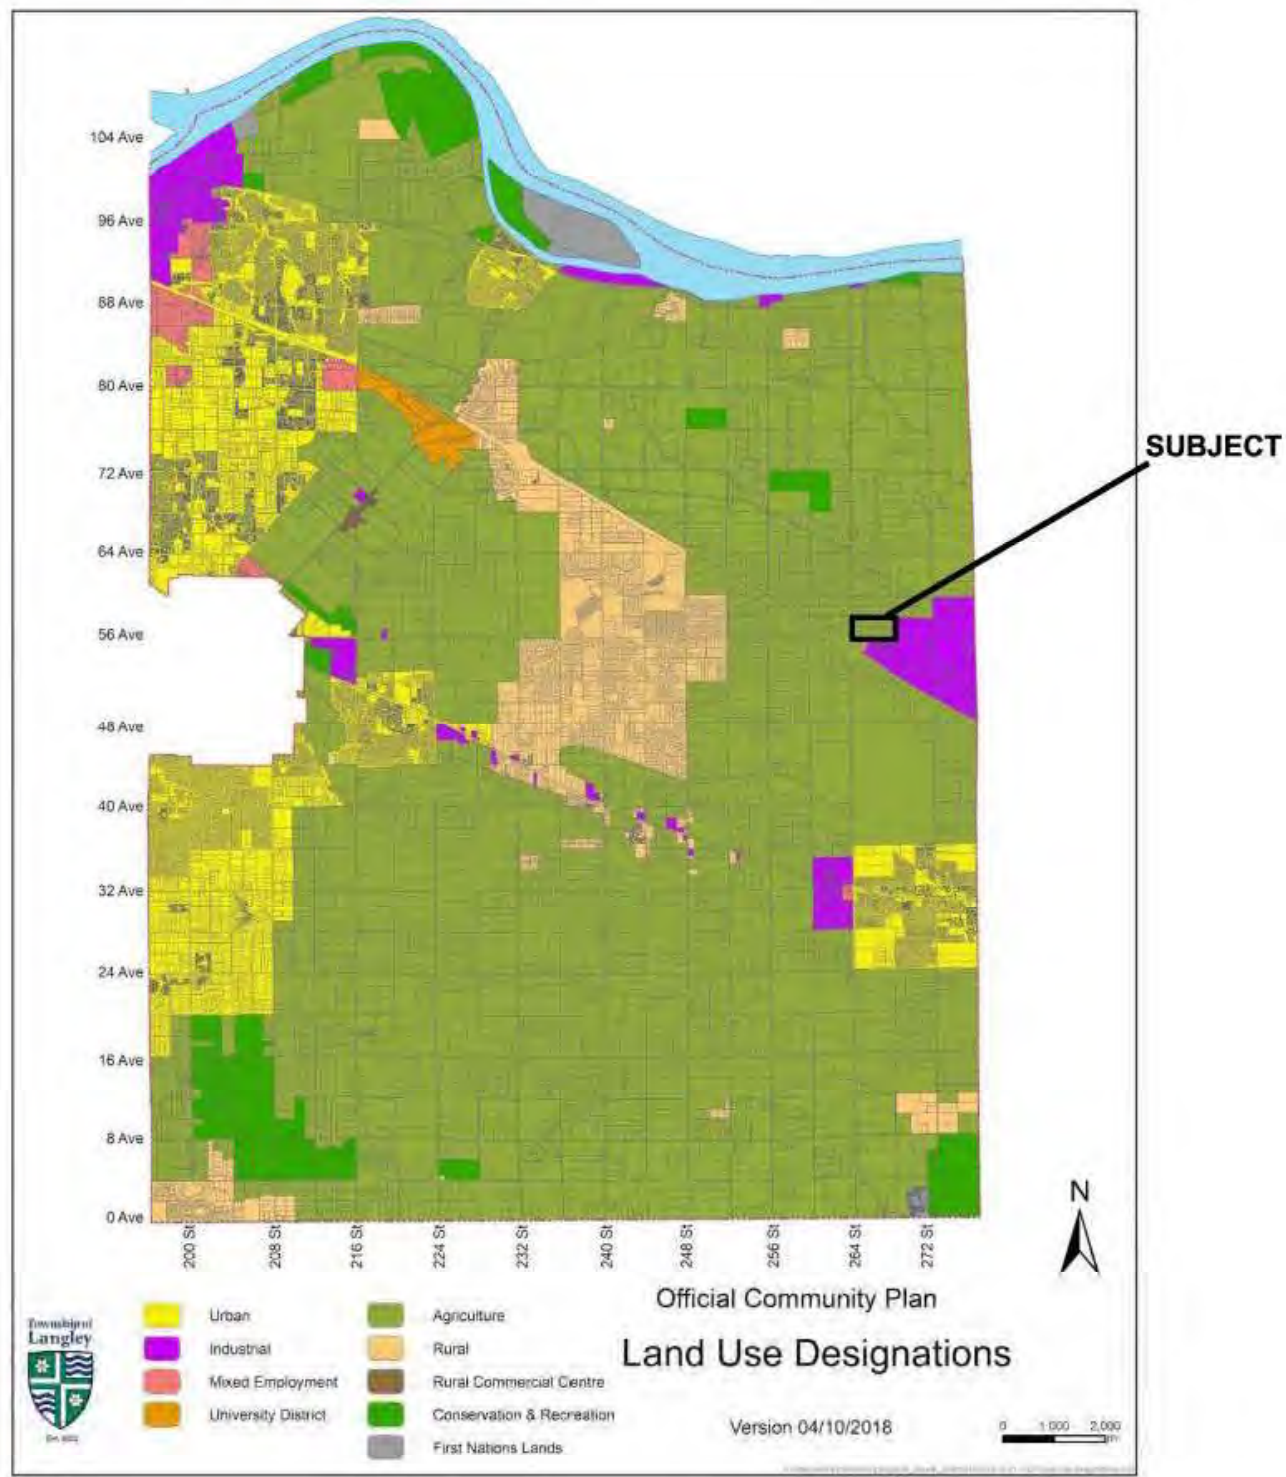 104 Ave
96 Ave
88 Ave
80 Ave
72 Ave
64 Ave
56 Ave
48 Ave
40 Ave
32 Ave
24 Ave
16 Ave
8 Ave
0 Ave
SUBJECT
200 St
208 St
216 St
224 St
232 St
240 St
248 St
256 St
264 St
272 St
N
Official Community Plan
Land Use Designations
Version 04/10/2018
0 1 000 2,000
m
Township of
Langley
Est. 1873
Urban
Industrial
Mixed Employment
University District
Agriculture
Rural
Rural Commercial Centre
Conservation & Recreation
First Nations Lands